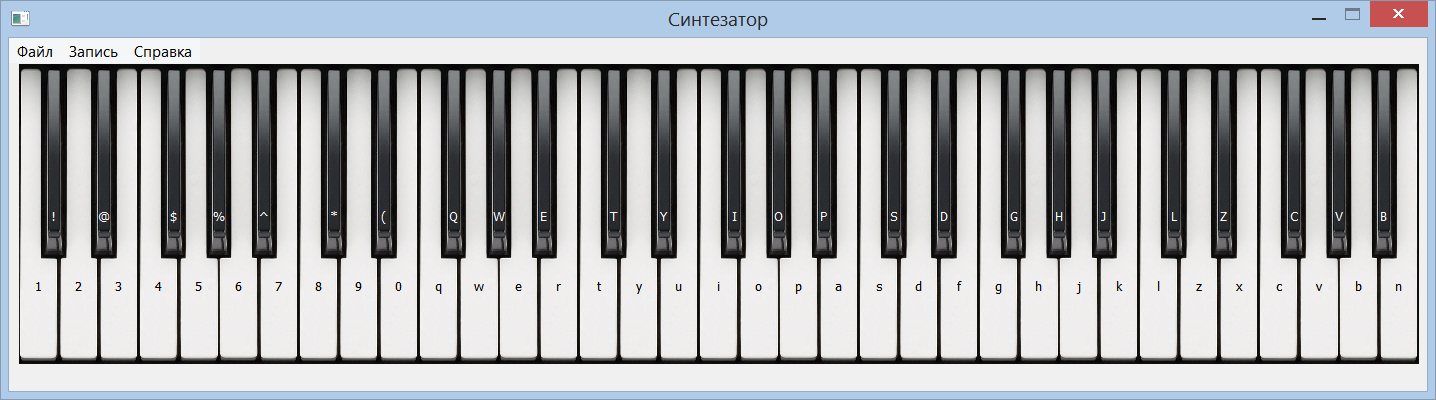 Синтезатор
Файл Запись Справка
! @ $ % ^ * ( Q W E T Y I O P S D G H J L Z C V B
1 2 3 4 5 6 7 8 9 0 q w e r t y u i o p a s d f g h j k l z x c v b n